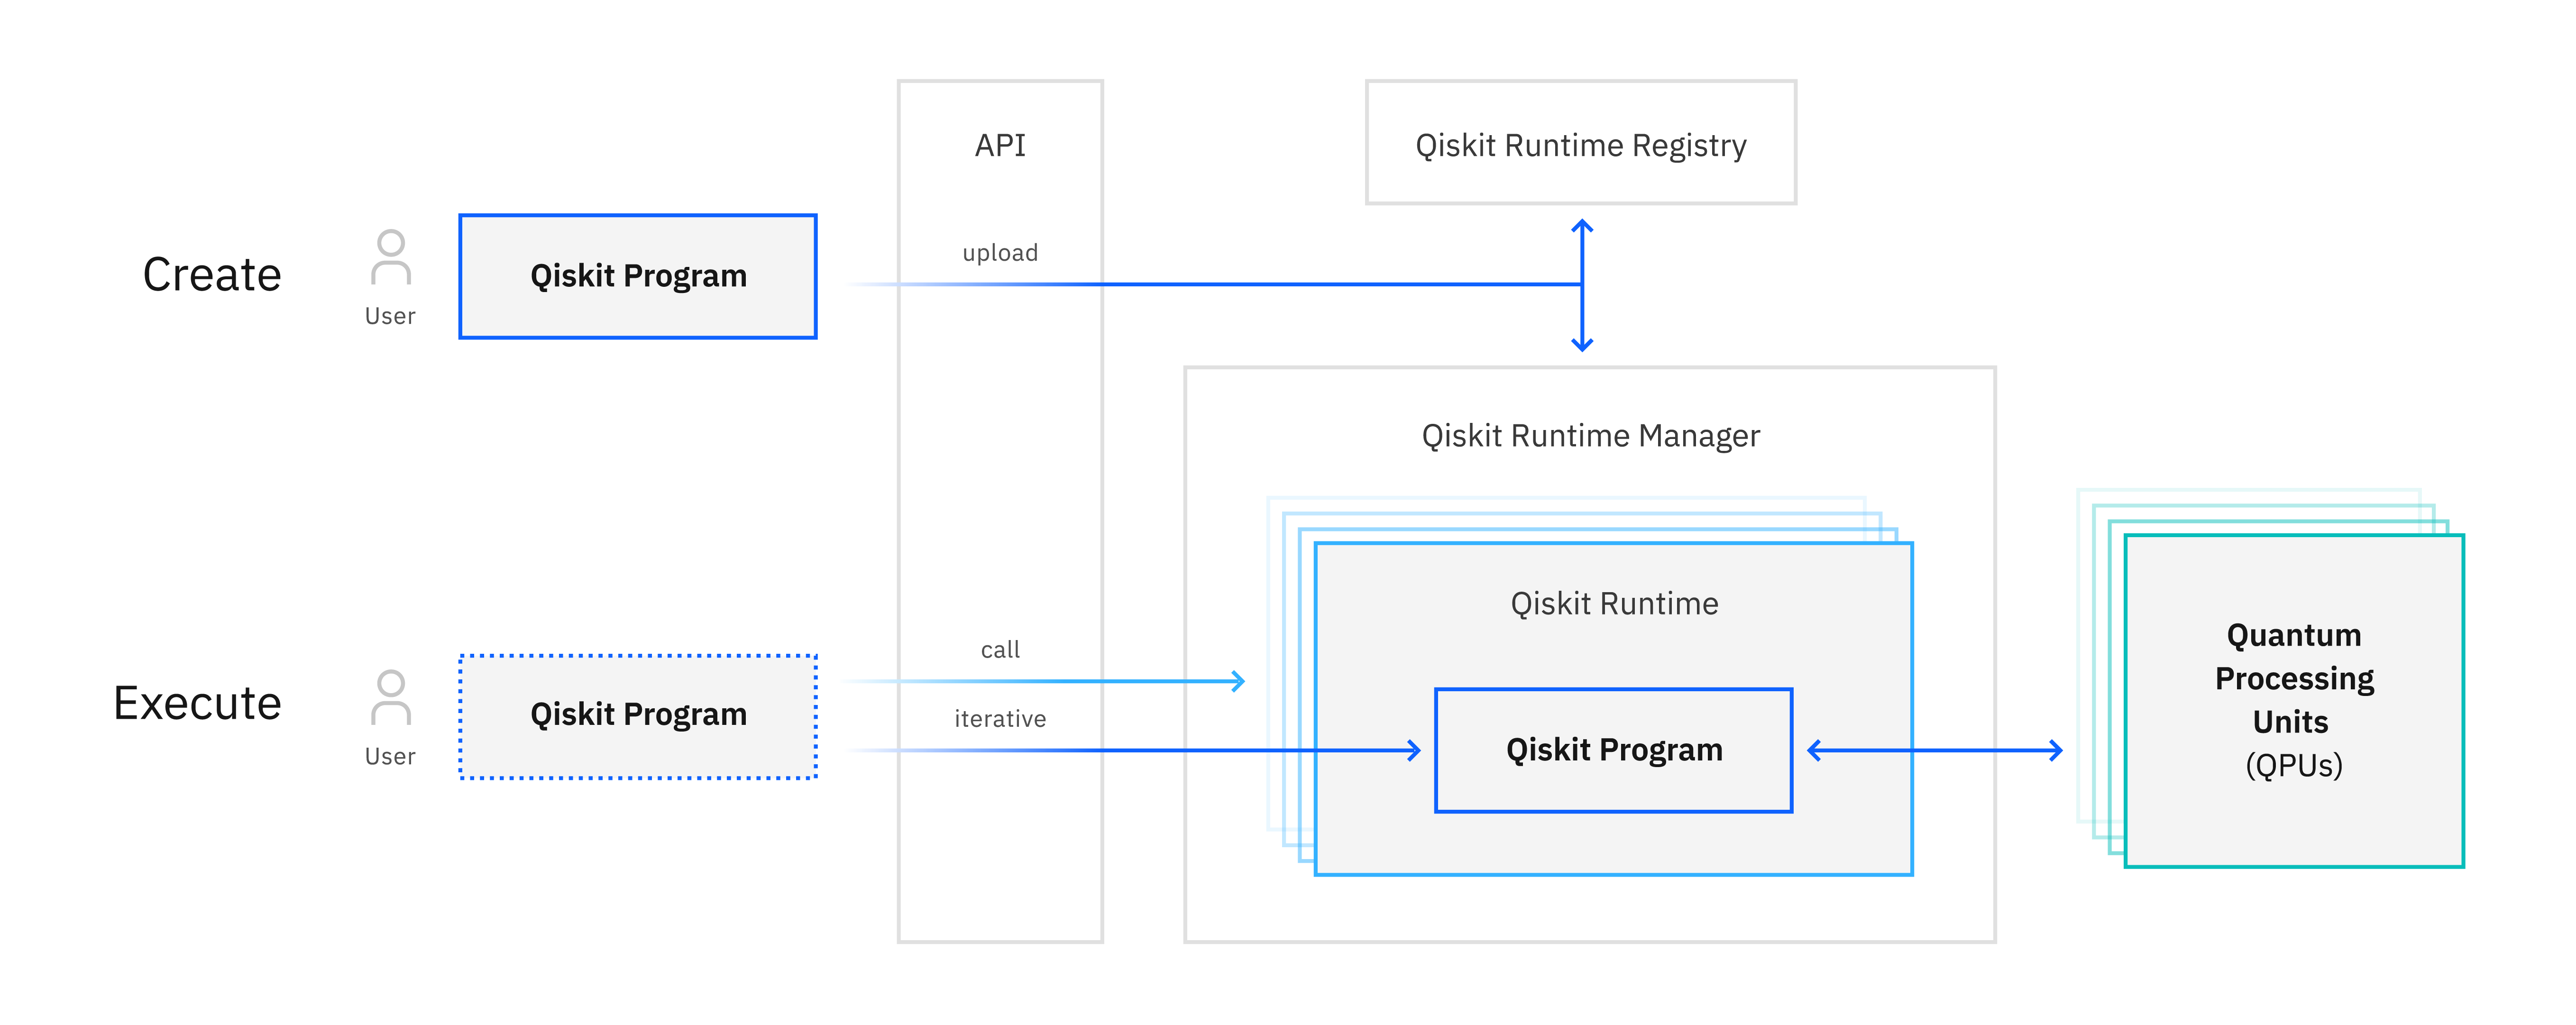 API
Qiskit Runtime Registry
Create
User
Qiskit Program
upload
Qiskit Runtime Manager
Qiskit Runtime
Execute
User
Qiskit Program
call
iterative
Qiskit Program
Quantum
Processing
Units
(QPUs)